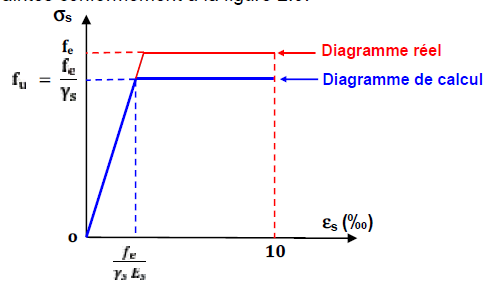 σs
fe
fu = fe/γs
Diagramme réel
Diagramme de calcul
o
fe/γs Es
10
εs (‰)